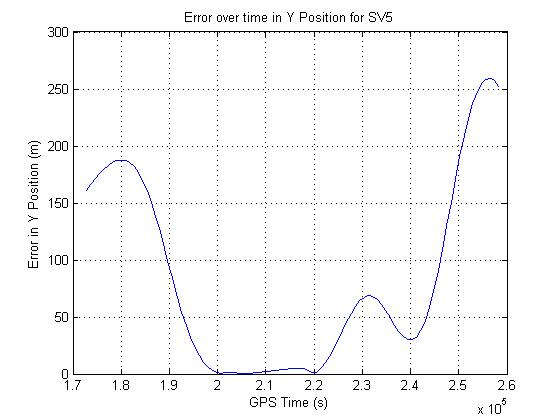 Error over time in Y Position for SV5
300
250
200
150
100
50
0
Error in Y Position (m)
1.7 1.8 1.9 2 2.1 2.2 2.3 2.4 2.5 2.6
GPS Time (s)
x 10^5